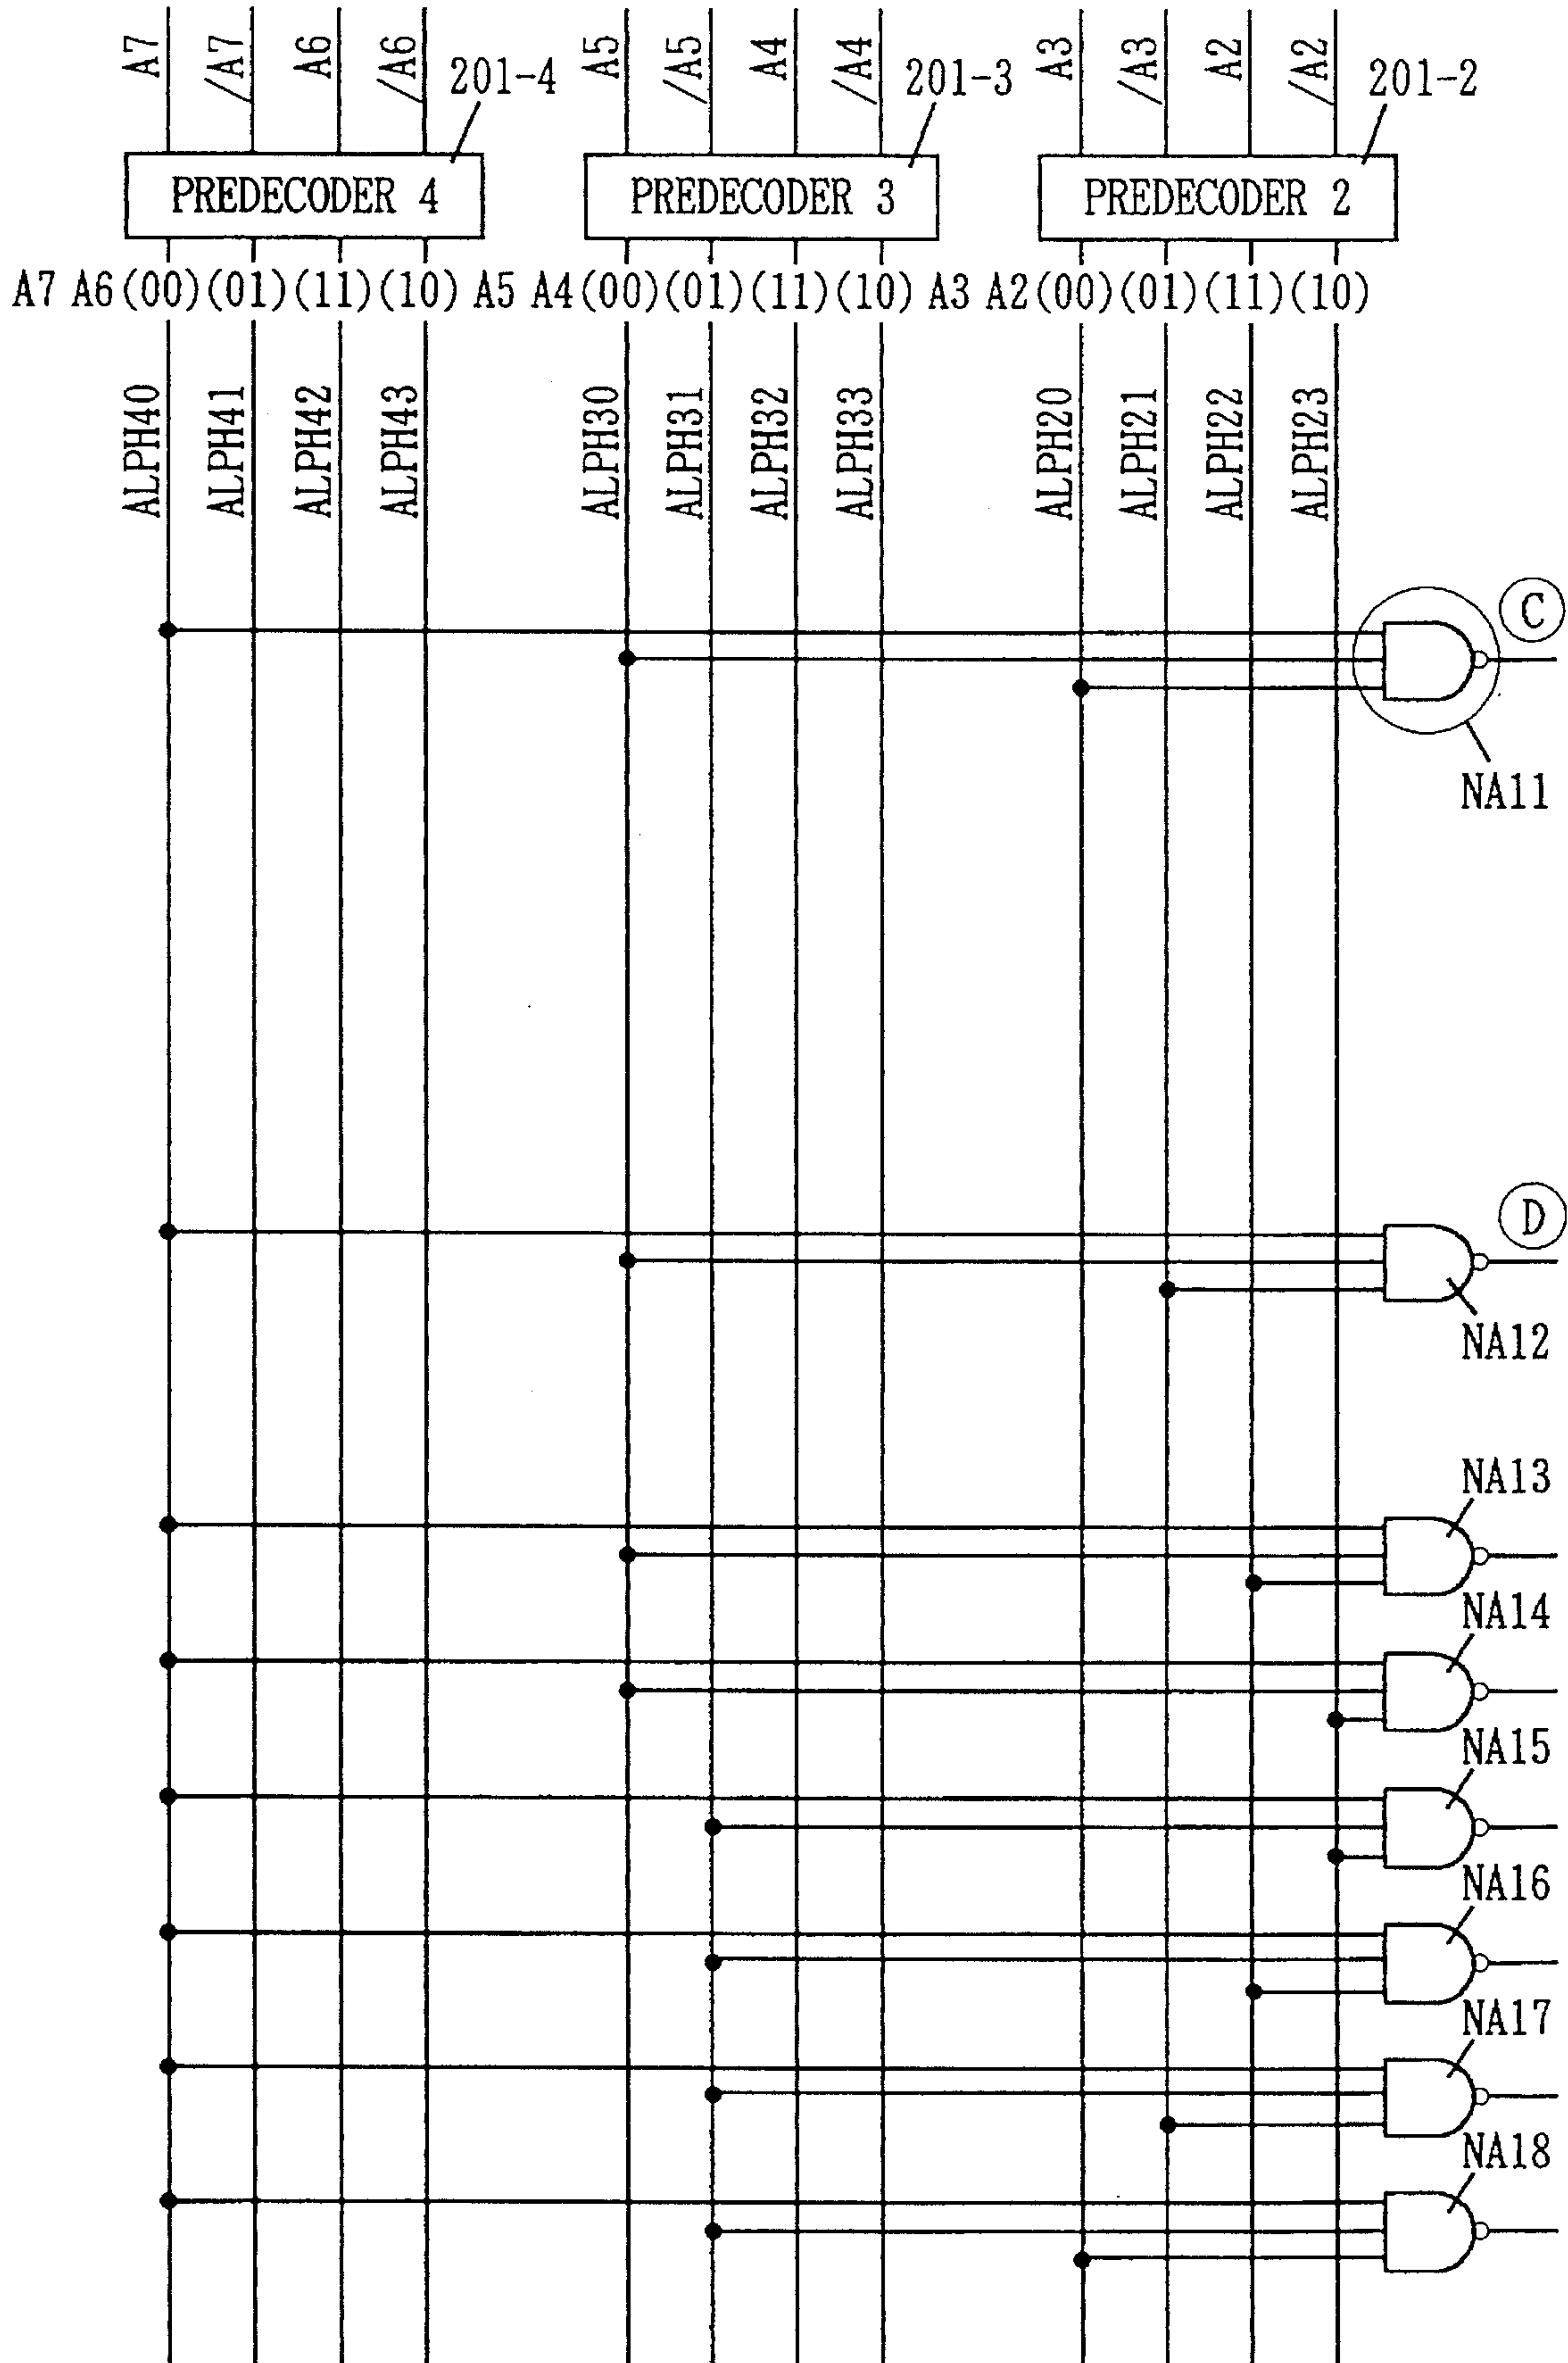 A7 /A7 A6 /A6 A5 /A5 A4 /A4 A3 /A3 A2 /A2
201-4 201-3 201-2
PREDECODER 4 PREDECODER 3 PREDECODER 2
A7 A6(00)(01)(11)(10) A5 A4(00)(01)(11)(10) A3 A2(00)(01)(11)(10)
ALPH40 ALPH41 ALPH42 ALPH43 ALPH30 ALPH31 ALPH32 ALPH33 ALPH20 ALPH21 ALPH22 ALPH23
C
NA11
D
NA12
NA13
NA14
NA15
NA16
NA17
NA18